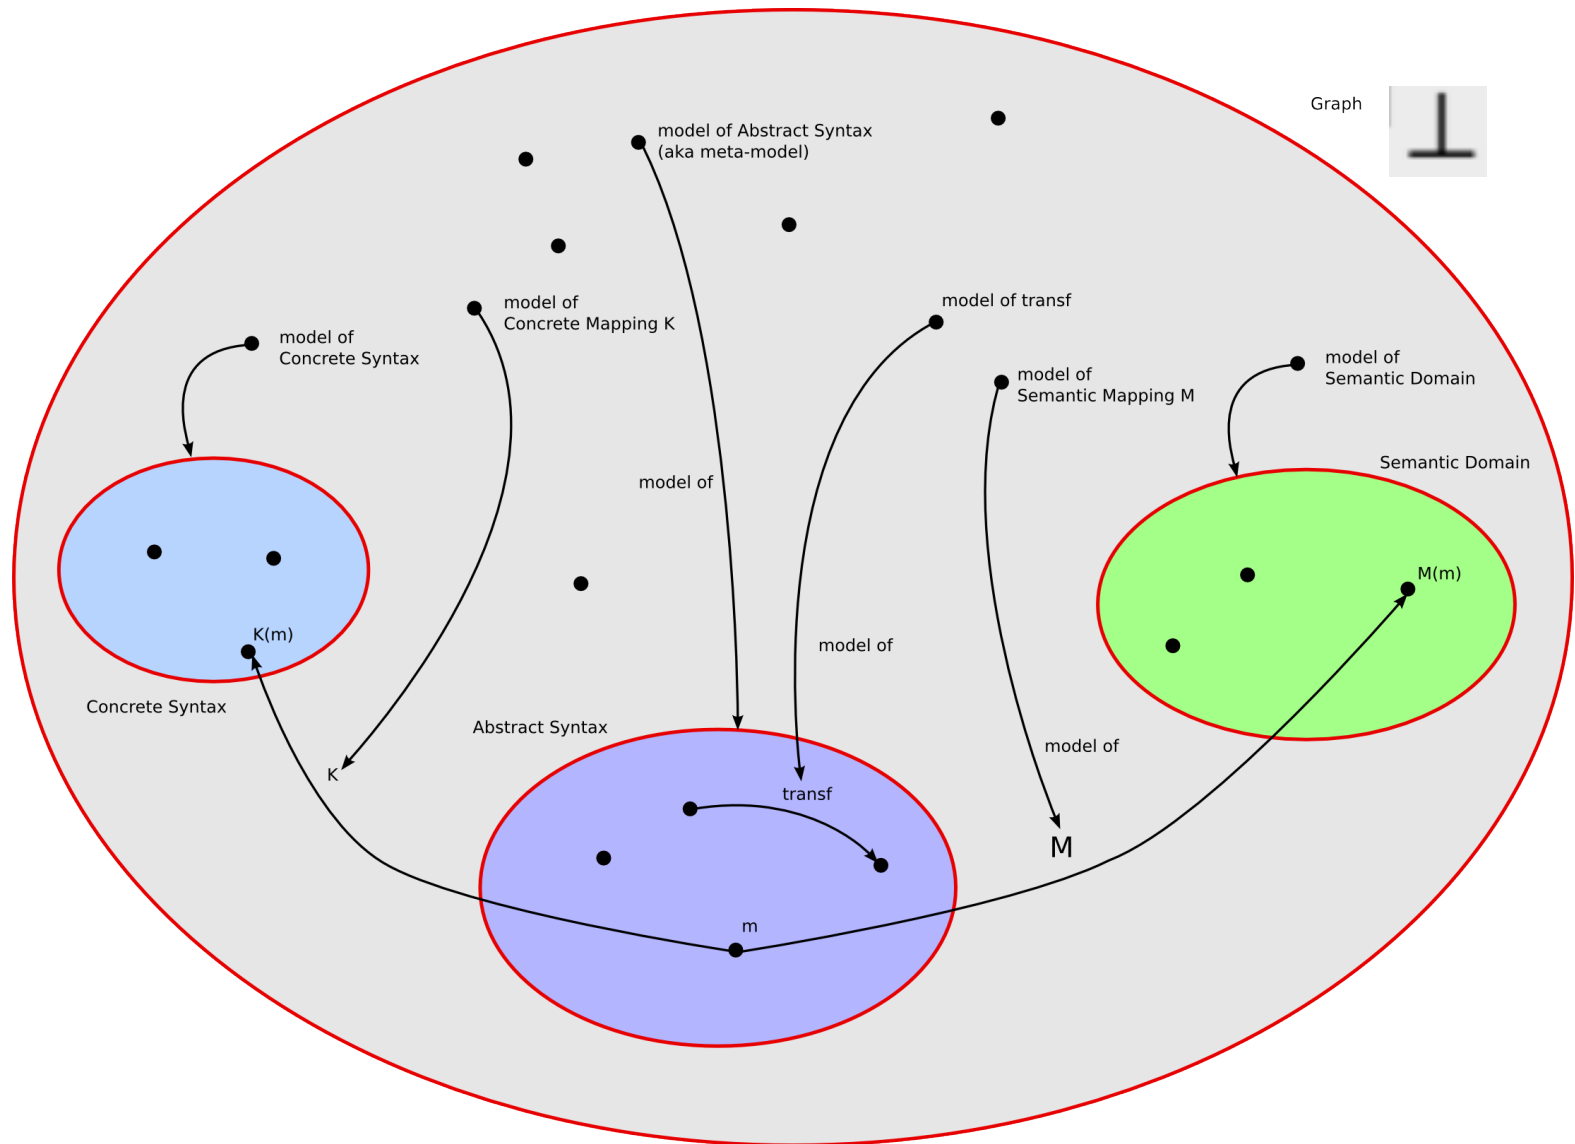 Graph
⊥
model of Abstract Syntax
(aka meta-model)
model of
Concrete Mapping K
model of transf
model of
Concrete Syntax
model of
Semantic Mapping M
model of
Semantic Domain
model of
Semantic Domain
M(m)
K(m)
model of
Concrete Syntax
Abstract Syntax
K
model of
transf
M
m